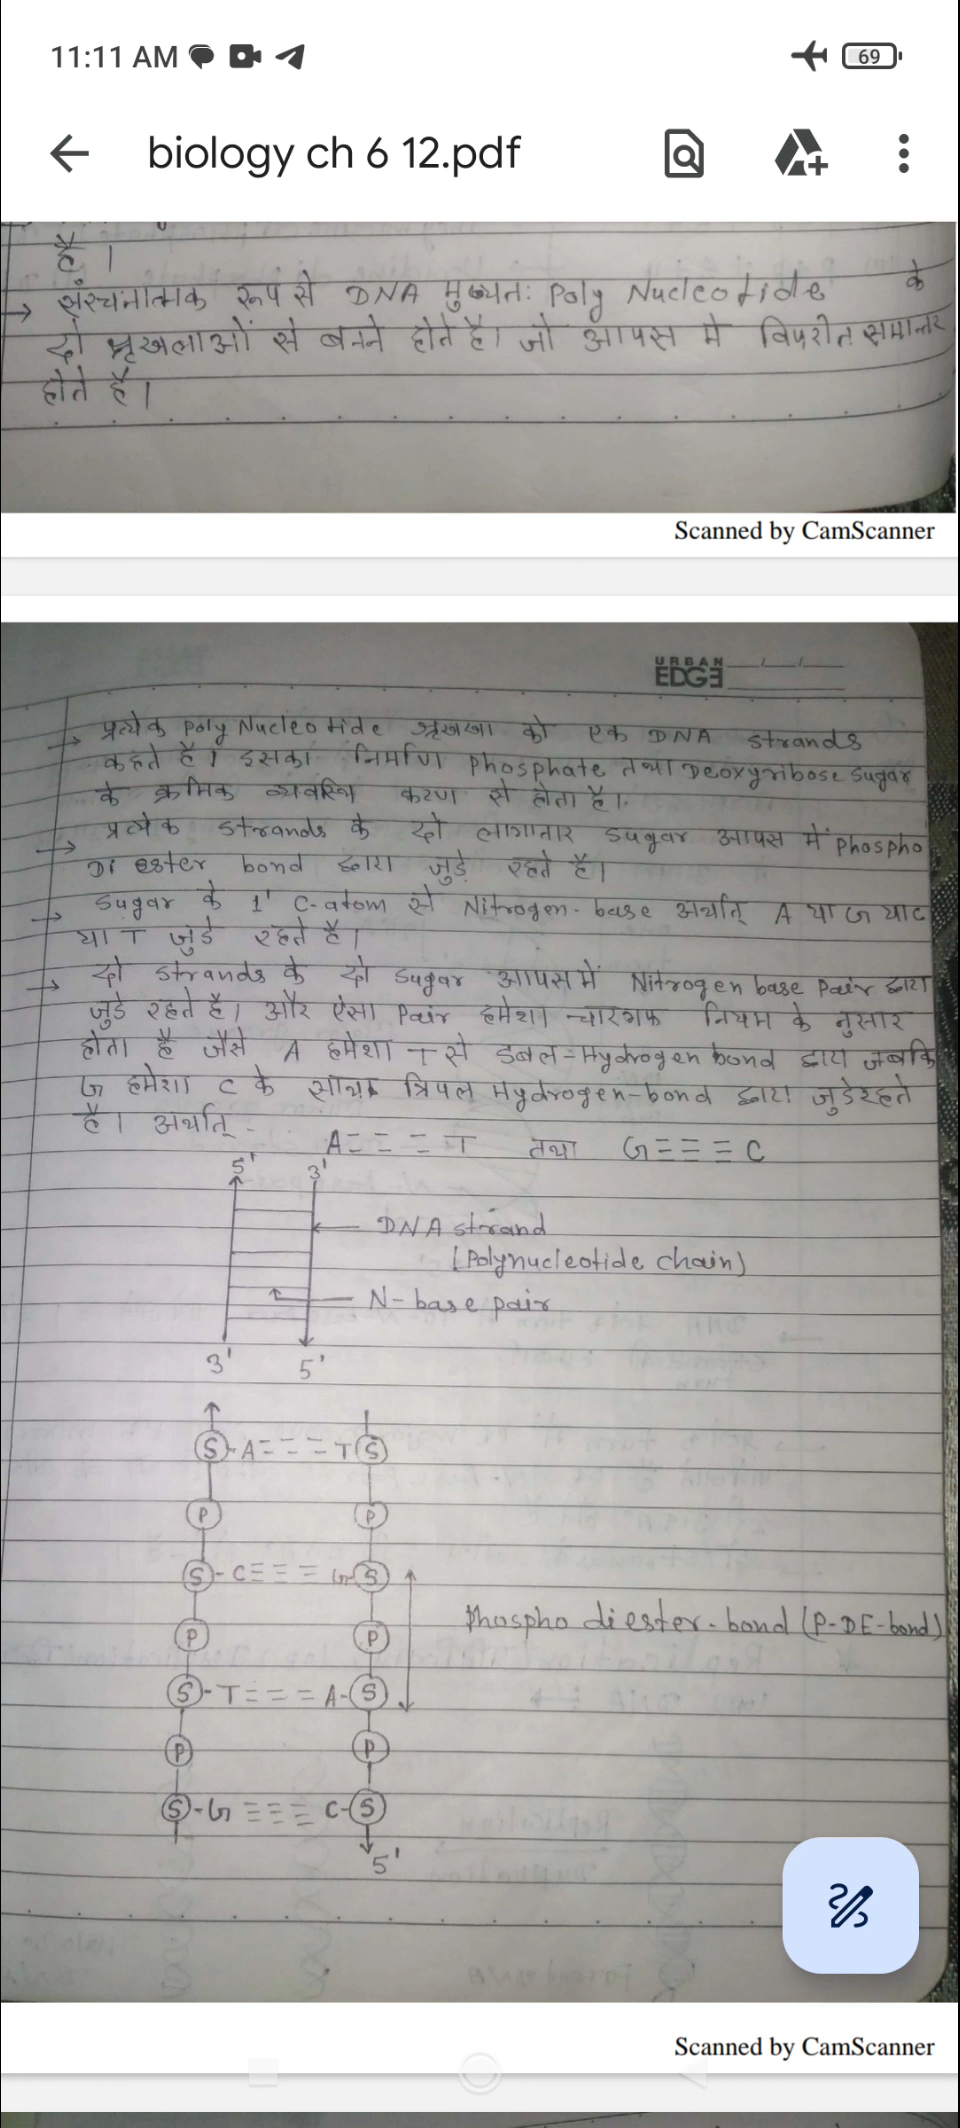 11:11 AM
69
biology ch 6 12.pdf
है ।
→ संरचनात्मक रूप से DNA मुख्यतः Poly Nucleotide के
दो श्रृखलाओं से बनने होते है। जो आपस मे विपरीत समान्तर
होते है ।
Scanned by CamScanner
URBAN
EDGE
→ प्रत्येक Poly Nucleotide श्रृखखा को एक DNA strands
कहते है । इसका निर्माण Phosphate तथा Deoxyribose sugar
के क्रमिक करण से होता है।
→ प्रत्येक strands के दो लागातार sugar आपस में Phospho
Di ester bond द्वारा जुड़े रहते है।
→ sugar के 1' C-atom से Nitrogen-base अर्थात् A या G या C
या T जुडे रहते है ।
→ दो strands के दो sugar आपस में Nitrogen base Pair द्वारा
जुडे रहते है। और ऐसा Pair हमेशा चारगाफ नियम के नुसार
होता है जैसे A हमेशा T से डबल = Hydrogen bond द्वारा जबकि
G हमेशा C के साथ त्रिपल Hydrogen-bond द्वारा जुडे रहते
है । अर्थात् -
A = = = T तथा G ≡ ≡ ≡ C
5' 3'
DNA strand
(Polynucleotide chain)
N-base pair
3' 5'
S - A = = = T S
P P
S - C ≡ ≡ ≡ G - S
Phospho diester-bond (P-DE-bond)
P P
S - T = = = A - S
P P
S - G ≡ ≡ ≡ C - S
5'
Scanned by CamScanner